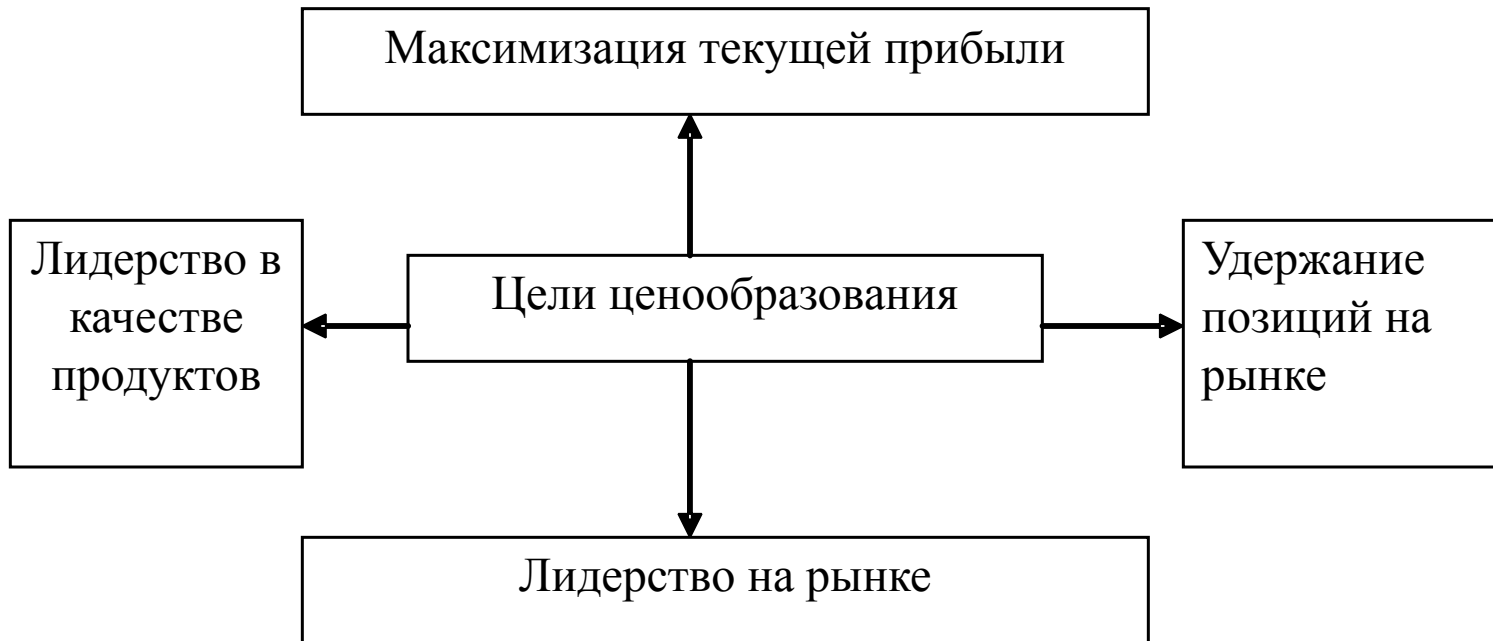 Максимизация текущей прибыли
Лидерство в
качестве
продуктов
Цели ценообразования
Удержание
позиций на
рынке
Лидерство на рынке